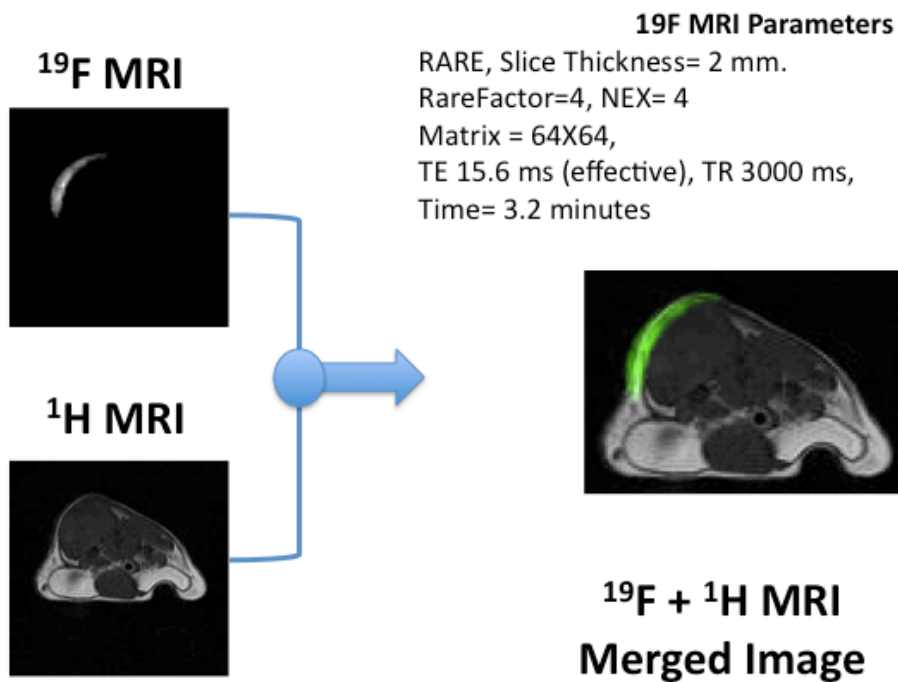 19F MRI Parameters
RARE, Slice Thickness= 2 mm.
RareFactor=4, NEX= 4
Matrix = 64X64,
TE 15.6 ms (effective), TR 3000 ms,
Time= 3.2 minutes
¹⁹F MRI
¹H MRI
¹⁹F + ¹H MRI
Merged Image